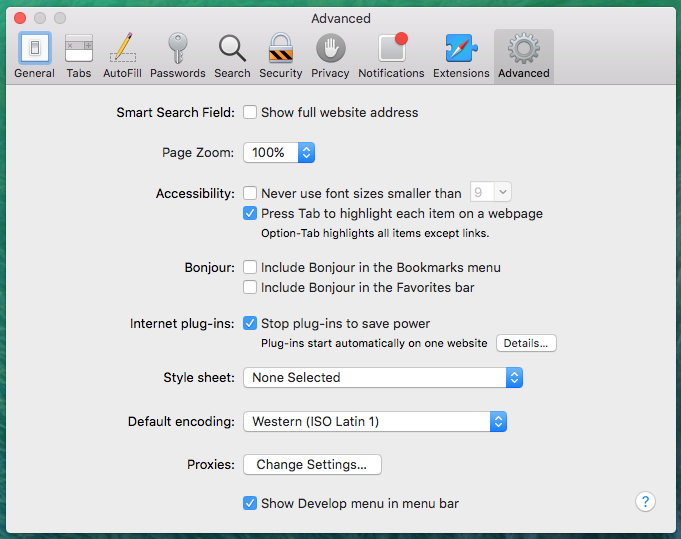 Advanced
General Tabs AutoFill Passwords Search Security Privacy Notifications Extensions Advanced
Smart Search Field: Show full website address
Page Zoom: 100%
Accessibility: Never use font sizes smaller than 9
Press Tab to highlight each item on a webpage
Option-Tab highlights all items except links.
Bonjour: Include Bonjour in the Bookmarks menu
Include Bonjour in the Favorites bar
Internet plug-ins: Stop plug-ins to save power
Plug-ins start automatically on one website Details...
Style sheet: None Selected
Default encoding: Western (ISO Latin 1)
Proxies: Change Settings...
Show Develop menu in menu bar
?